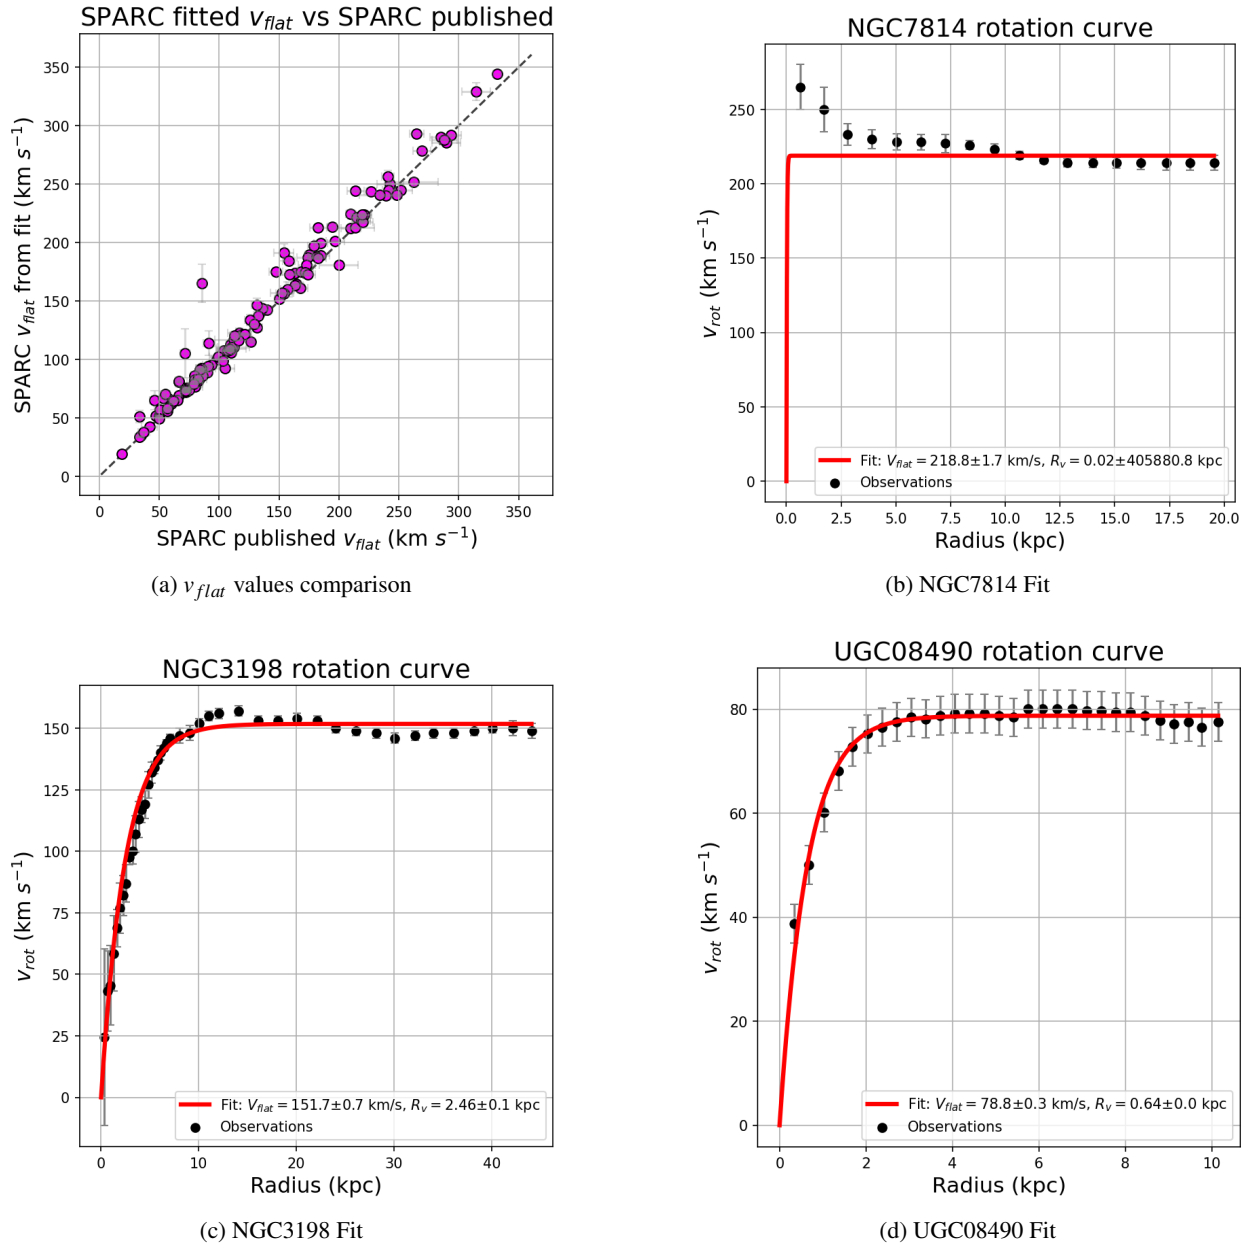 SPARC fitted v_flat vs SPARC published
350
300
250
200
150
100
50
0
SPARC v_flat from fit (km s⁻¹)
0 50 100 150 200 250 300 350
SPARC published v_flat (km s⁻¹)
(a) v_flat values comparison
NGC7814 rotation curve
250
200
150
100
50
0
v_rot (km s⁻¹)
Fit: V_flat = 218.8±1.7 km/s, R_v = 0.02±405880.8 kpc
Observations
0.0 2.5 5.0 7.5 10.0 12.5 15.0 17.5 20.0
Radius (kpc)
(b) NGC7814 Fit
NGC3198 rotation curve
150
125
100
75
50
25
0
v_rot (km s⁻¹)
Fit: V_flat = 151.7±0.7 km/s, R_v = 2.46±0.1 kpc
Observations
0 10 20 30 40
Radius (kpc)
(c) NGC3198 Fit
UGC08490 rotation curve
80
60
40
20
0
v_rot (km s⁻¹)
Fit: V_flat = 78.8±0.3 km/s, R_v = 0.64±0.0 kpc
Observations
0 2 4 6 8 10
Radius (kpc)
(d) UGC08490 Fit